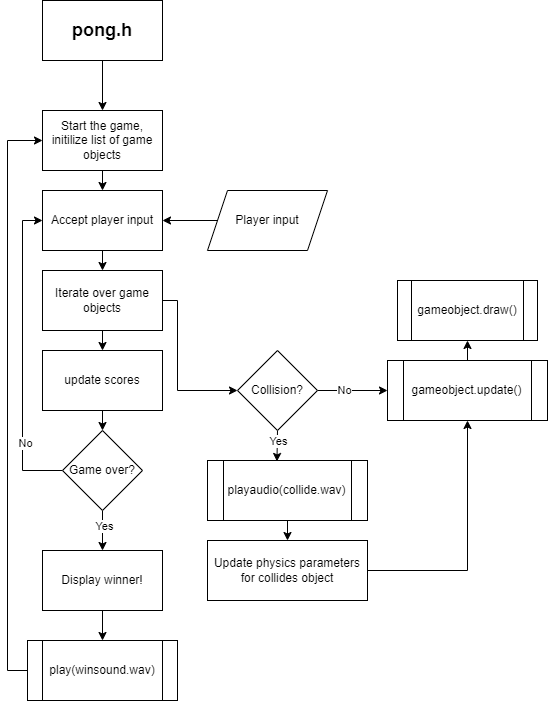 pong.h
Start the game,
initilize list of game
objects
Accept player input
Player input
Iterate over game
objects
gameobject.draw()
update scores
Collision?
No
gameobject.update()
No
Game over?
Yes
playaudio(collide.wav)
Yes
Display winner!
Update physics parameters
for collides object
play(winsound.wav)